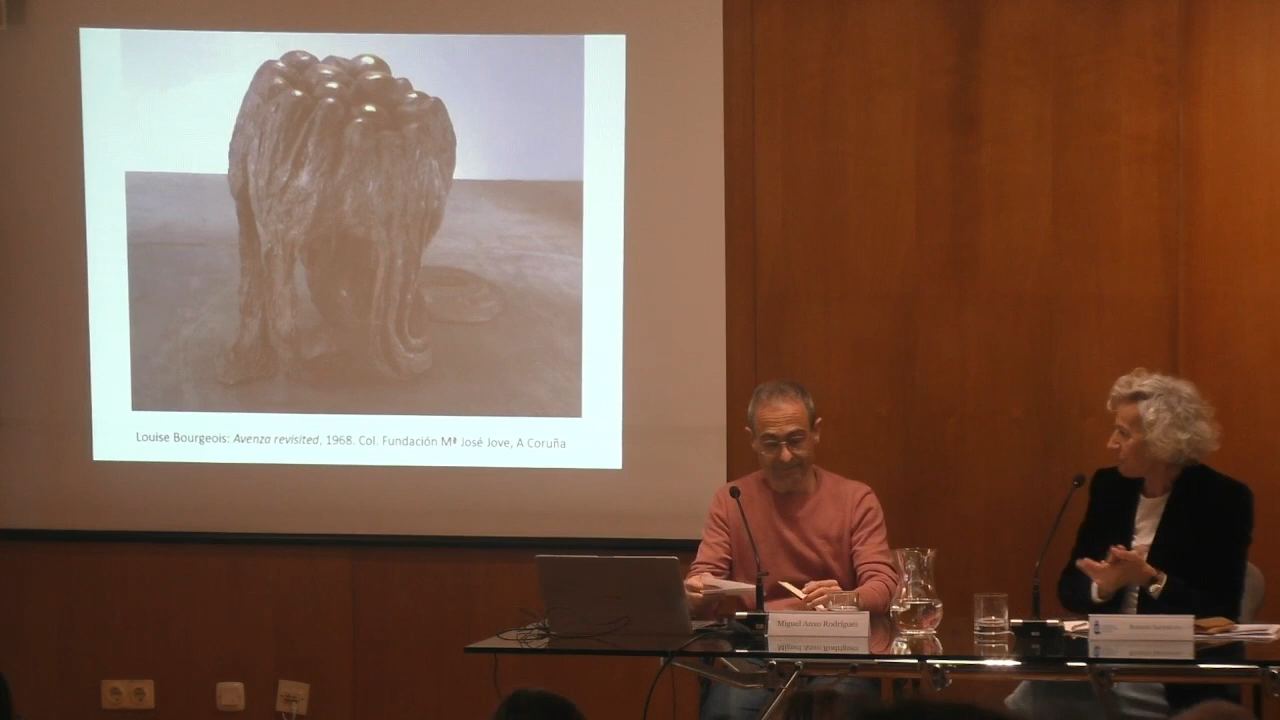 Louise Bourgeois: Avenza revisited, 1968. Col. Fundación Mª José Jove, A Coruña
Miguel Anxo Rodríguez